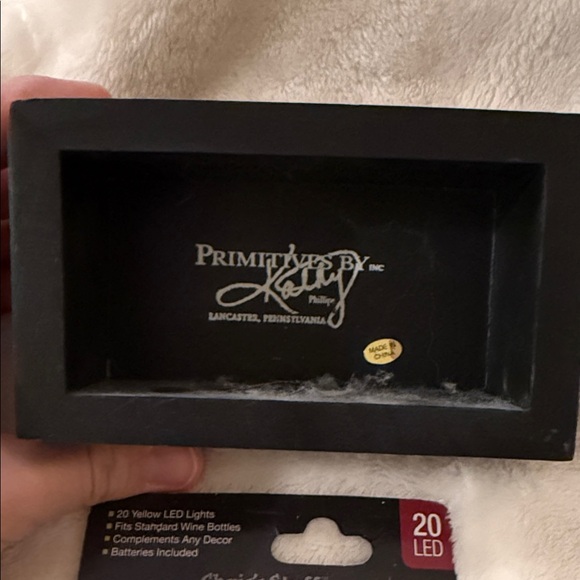 PRIMITIVES BY INC
Kathy
Phillips
LANCASTER, PENNSYLVANIA
MADE IN
CHINA
▪ 20 Yellow LED Lights
▪ Fits Standard Wine Bottles
▪ Complements Any Decor
▪ Batteries Included
20
LED